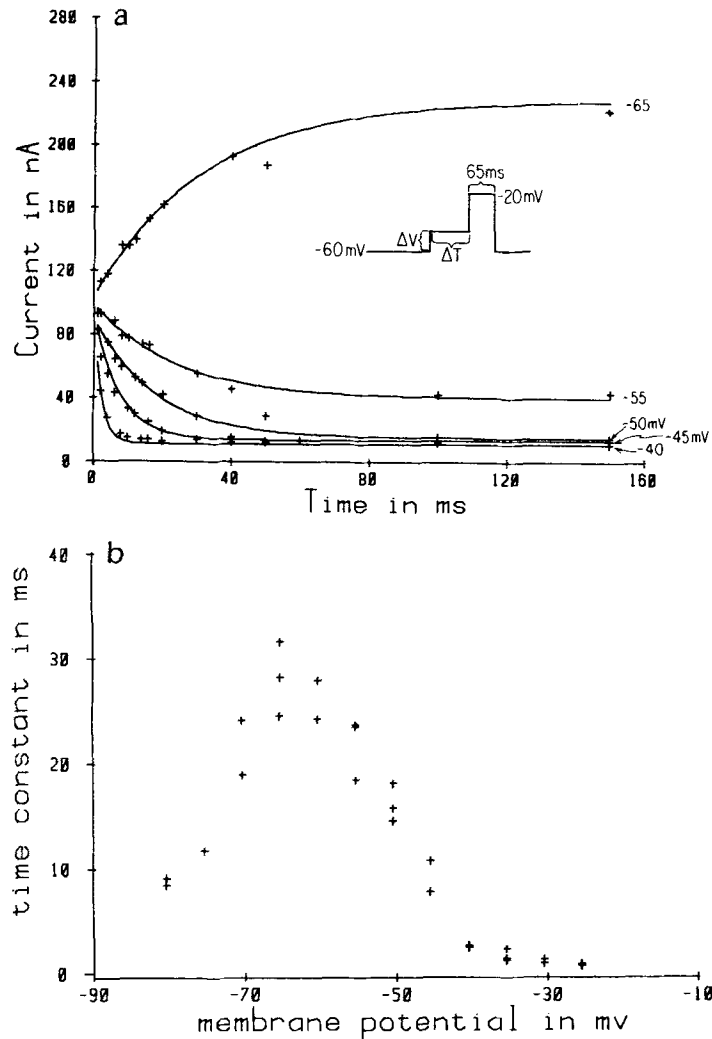 a
280
240
200
160
120
80
40
0
Current in nA
-65
65ms
-20mV
-60mV
ΔV
ΔT
-55
-50mV
-45mV
-40
0 40 80 120 160
Time in ms
b
40
30
20
10
0
time constant in ms
-90 -70 -50 -30 -10
membrane potential in mv